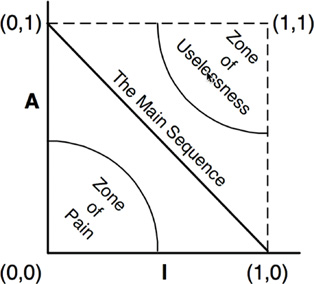 (0,1)
(1,1)
Zone
of
Uselessness
A
The Main Sequence
Zone
of
Pain
(0,0)
I
(1,0)